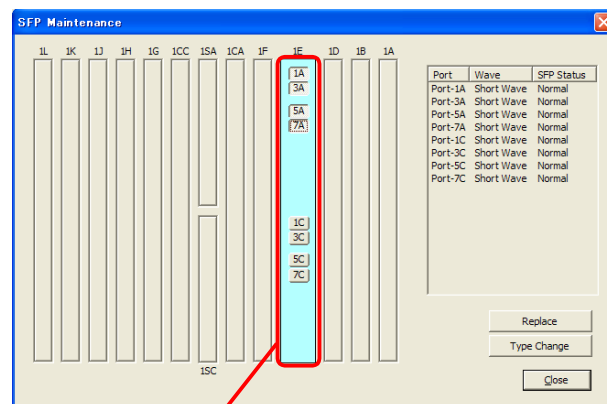 SFP Maintenance
1L 1K 1J 1H 1G 1CC 1SA 1CA 1F 1E 1D 1B 1A
1A
3A
5A
7A
1C
3C
5C
7C
1SC
Port Wave SFP Status
Port-1A Short Wave Normal
Port-3A Short Wave Normal
Port-5A Short Wave Normal
Port-7A Short Wave Normal
Port-1C Short Wave Normal
Port-3C Short Wave Normal
Port-5C Short Wave Normal
Port-7C Short Wave Normal
Replace
Type Change
Close